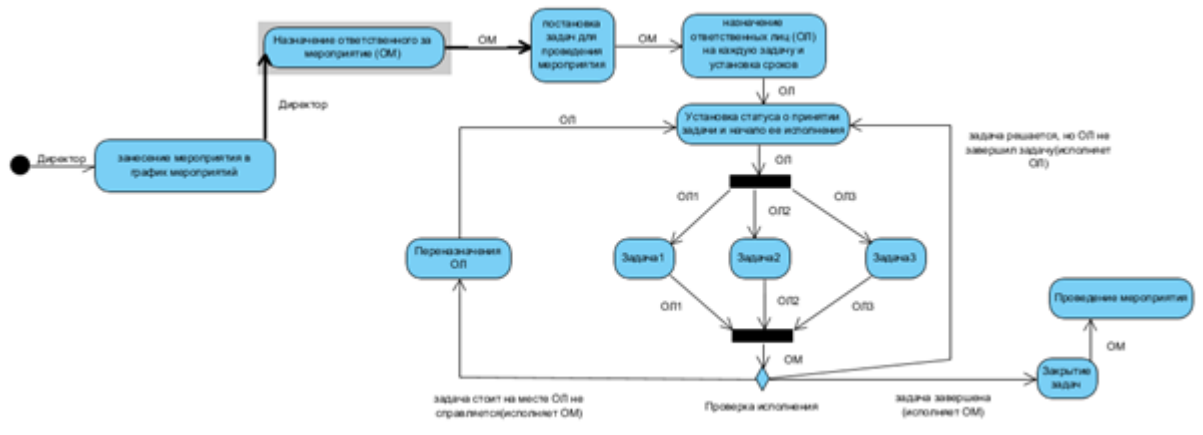 Директор
занесение мероприятия в
график мероприятий
Директор
Назначение ответственного за
мероприятие (ОМ)
ОМ
постановка
задач для
проведения
мероприятия
ОМ
назначение
ответственных лиц (ОЛ)
на каждую задачу и
установка сроков
ОЛ
Установка статуса о принятии
задачи и начало ее исполнения
ОЛ
задача решается, но ОЛ не
завершил задачу(исполняет
ОЛ)
ОЛ
ОЛ1
ОЛ2
ОЛ3
Переназначения
ОЛ
Задача1
Задача2
Задача3
ОЛ1
ОЛ2
ОЛ3
Проведение мероприятия
ОМ
ОМ
Закрытие
задач
задача стоит на месте ОЛ не
справляется(исполняет ОМ)
Проверка исполнения
задача завершена
(исполняет ОМ)